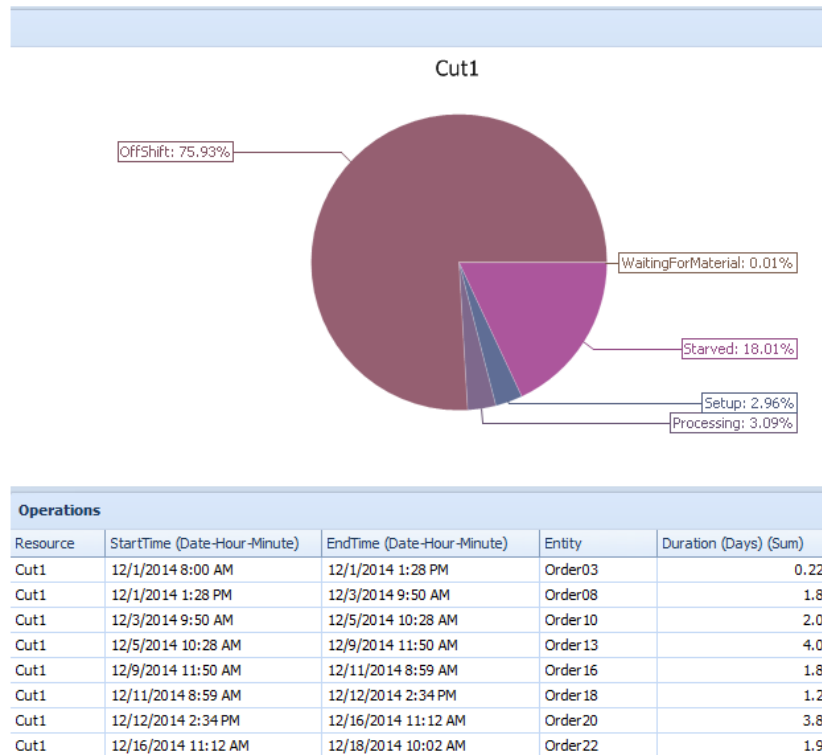 Cut1
OffShift: 75.93%
WaitingForMaterial: 0.01%
Starved: 18.01%
Setup: 2.96%
Processing: 3.09%
Operations
Resource StartTime (Date-Hour-Minute) EndTime (Date-Hour-Minute) Entity Duration (Days) (Sum)
Cut1 12/1/2014 8:00 AM 12/1/2014 1:28 PM Order03 0.22
Cut1 12/1/2014 1:28 PM 12/3/2014 9:50 AM Order08 1.8
Cut1 12/3/2014 9:50 AM 12/5/2014 10:28 AM Order10 2.0
Cut1 12/5/2014 10:28 AM 12/9/2014 11:50 AM Order13 4.0
Cut1 12/9/2014 11:50 AM 12/11/2014 8:59 AM Order16 1.8
Cut1 12/11/2014 8:59 AM 12/12/2014 2:34 PM Order18 1.2
Cut1 12/12/2014 2:34 PM 12/16/2014 11:12 AM Order20 3.8
Cut1 12/16/2014 11:12 AM 12/18/2014 10:02 AM Order22 1.9